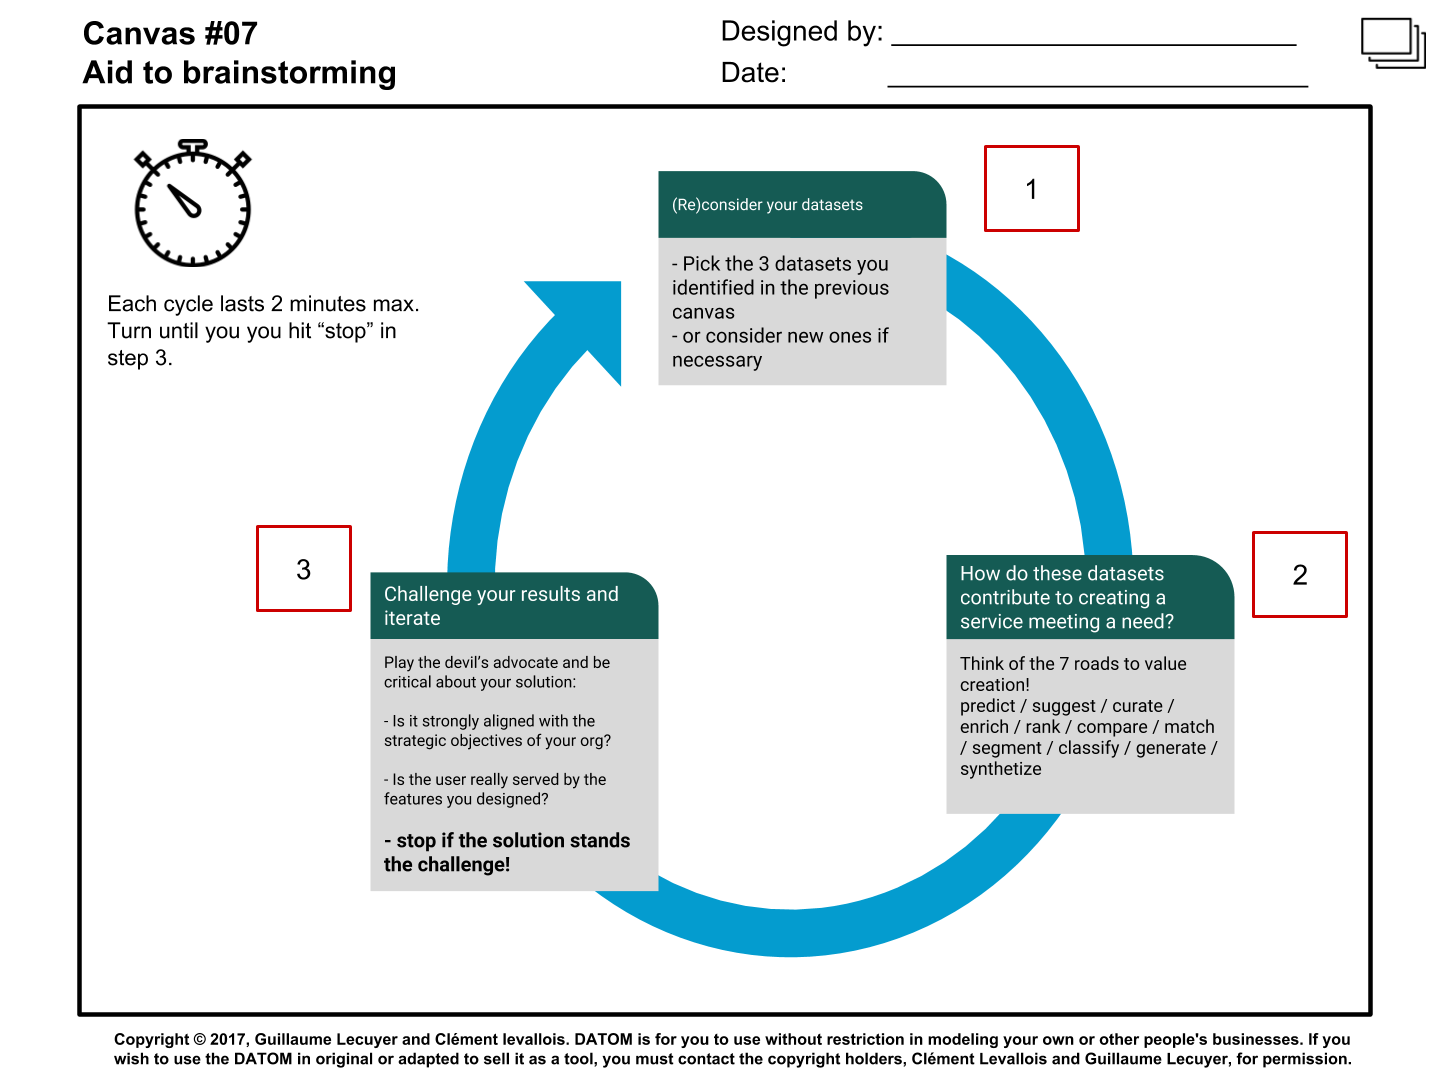 Canvas #07
Aid to brainstorming
Designed by:
Date:
Each cycle lasts 2 minutes max.
Turn until you you hit “stop” in
step 3.
1
(Re)consider your datasets
- Pick the 3 datasets you
identified in the previous
canvas
- or consider new ones if
necessary
2
How do these datasets
contribute to creating a
service meeting a need?
Think of the 7 roads to value
creation!
predict / suggest / curate /
enrich / rank / compare / match
/ segment / classify / generate /
synthetize
3
Challenge your results and
iterate
Play the devil’s advocate and be
critical about your solution:
- Is it strongly aligned with the
strategic objectives of your org?
- Is the user really served by the
features you designed?
- stop if the solution stands
the challenge!
Copyright © 2017, Guillaume Lecuyer and Clément levallois. DATOM is for you to use without restriction in modeling your own or other people's businesses. If you
wish to use the DATOM in original or adapted to sell it as a tool, you must contact the copyright holders, Clément Levallois and Guillaume Lecuyer, for permission.